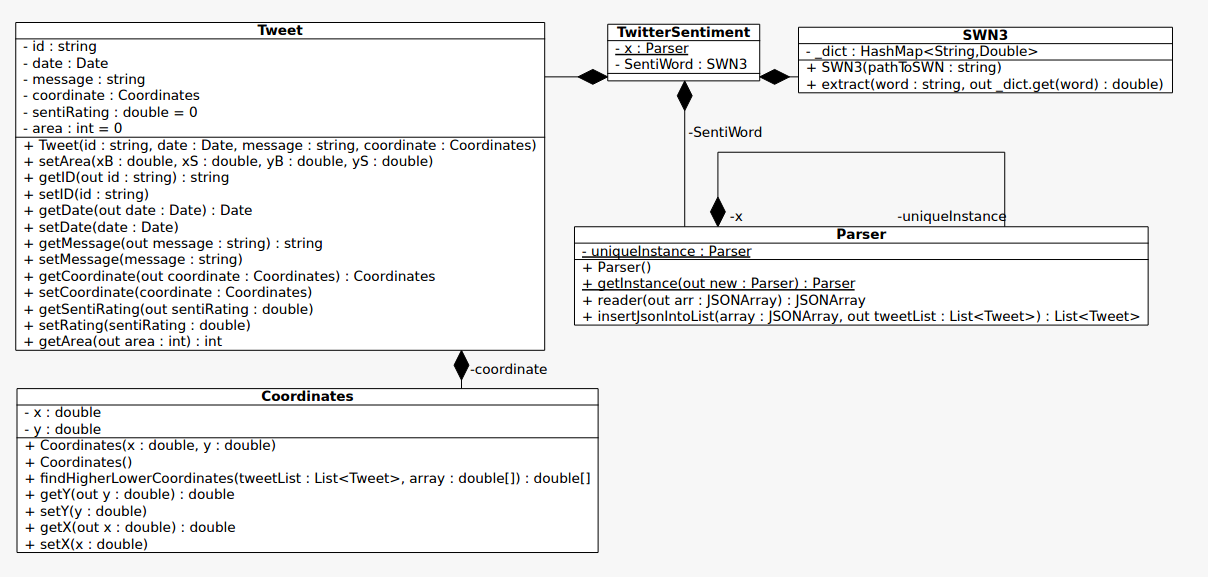 Tweet
- id : string
- date : Date
- message : string
- coordinate : Coordinates
- sentiRating : double = 0
- area : int = 0
+ Tweet(id : string, date : Date, message : string, coordinate : Coordinates)
+ setArea(xB : double, xS : double, yB : double, yS : double)
+ getID(out id : string) : string
+ setID(id : string)
+ getDate(out date : Date) : Date
+ setDate(date : Date)
+ getMessage(out message : string) : string
+ setMessage(message : string)
+ getCoordinate(out coordinate : Coordinates) : Coordinates
+ setCoordinate(coordinate : Coordinates)
+ getSentiRating(out sentiRating : double)
+ setRating(sentiRating : double)
+ getArea(out area : int) : int
TwitterSentiment
- x : Parser
- SentiWord : SWN3
SWN3
- _dict : HashMap<String,Double>
+ SWN3(pathToSWN : string)
+ extract(word : string, out _dict.get(word) : double)
-SentiWord
-x
-uniqueInstance
Parser
- uniqueInstance : Parser
+ Parser()
+ getInstance(out new : Parser) : Parser
+ reader(out arr : JSONArray) : JSONArray
+ insertJsonIntoList(array : JSONArray, out tweetList : List<Tweet>) : List<Tweet>
-coordinate
Coordinates
- x : double
- y : double
+ Coordinates(x : double, y : double)
+ Coordinates()
+ findHigherLowerCoordinates(tweetList : List<Tweet>, array : double[]) : double[]
+ getY(out y : double) : double
+ setY(y : double)
+ getX(out x : double) : double
+ setX(x : double)